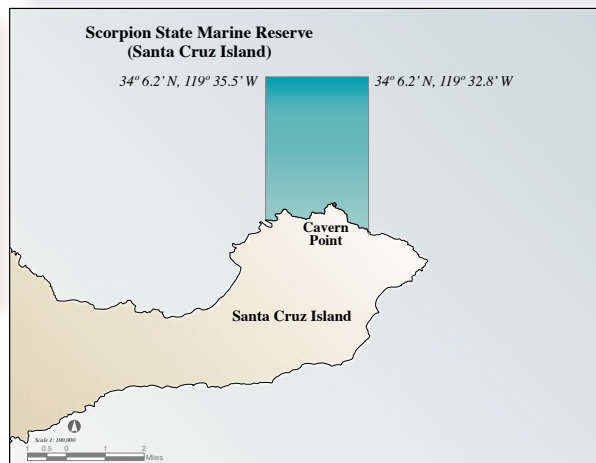 Scorpion State Marine Reserve
(Santa Cruz Island)
34º 6.2’ N, 119º 35.5’ W
34º 6.2’ N, 119º 32.8’ W
Cavern
Point
Santa Cruz Island
Scale 1: 100,000
1 0.5 0 1 2
Miles